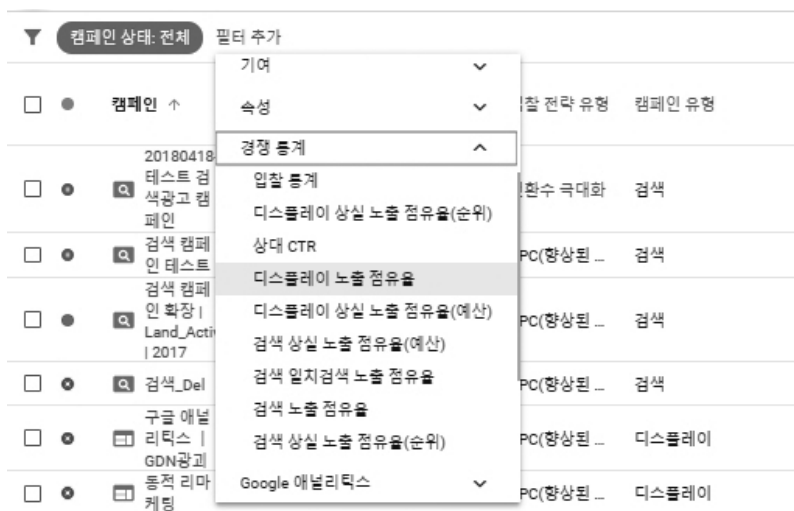 캠페인 상태: 전체 필터 추가
기여
캠페인 ↑ 속성 찰 전략 유형 캠페인 유형
경쟁 통계
20180418-
테스트 검
색광고 캠
페인
입찰 통계
환수 극대화 검색
디스플레이 상실 노출 점유율(순위)
상대 CTR
검색 캠페
인 테스트
PC(향상된 ... 검색
디스플레이 노출 점유율
검색 캠페
인 확장 |
Land_Activ
| 2017
디스플레이 상실 노출 점유율(예산)
PC(향상된 ... 검색
검색 상실 노출 점유율(예산)
검색 일치검색 노출 점유율
검색_Del
PC(향상된 ... 검색
검색 노출 점유율
구글 애널
리틱스 |
GDN광고
검색 상실 노출 점유율(순위)
PC(향상된 ... 디스플레이
Google 애널리틱스
동적 리마
케팅
PC(향상된 ... 디스플레이